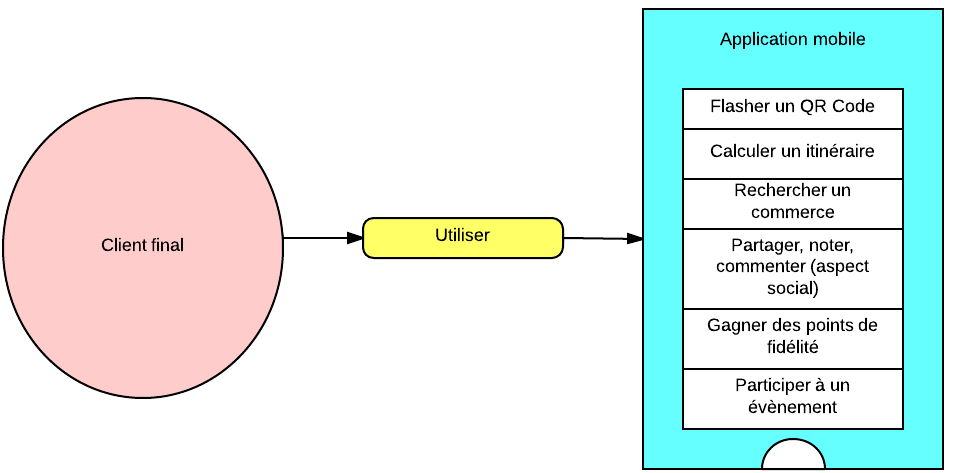 Application mobile
Flasher un QR Code
Calculer un itinéraire
Rechercher un
commerce
Client final
Utiliser
Partager, noter,
commenter (aspect
social)
Gagner des points de
fidélité
Participer à un
évènement